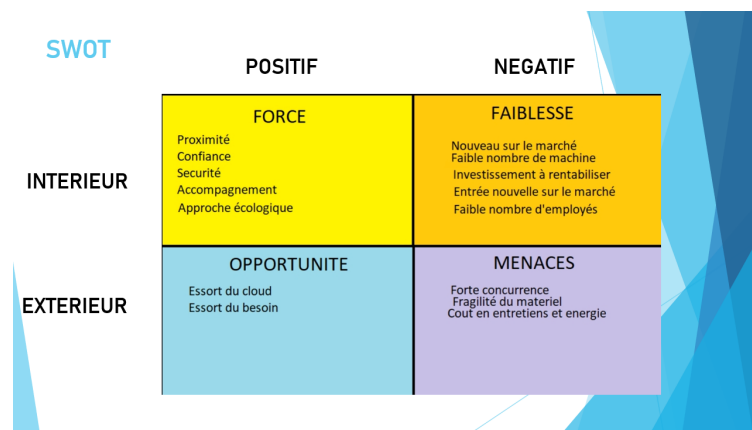 SWOT
POSITIF
NEGATIF
INTERIEUR
FORCE
Proximité
Confiance
Securité
Accompagnement
Approche écologique
FAIBLESSE
Nouveau sur le marché
Faible nombre de machine
Investissement à rentabiliser
Entrée nouvelle sur le marché
Faible nombre d'employés
EXTERIEUR
OPPORTUNITE
Essort du cloud
Essort du besoin
MENACES
Forte concurrence
Fragilité du materiel
Cout en entretiens et energie